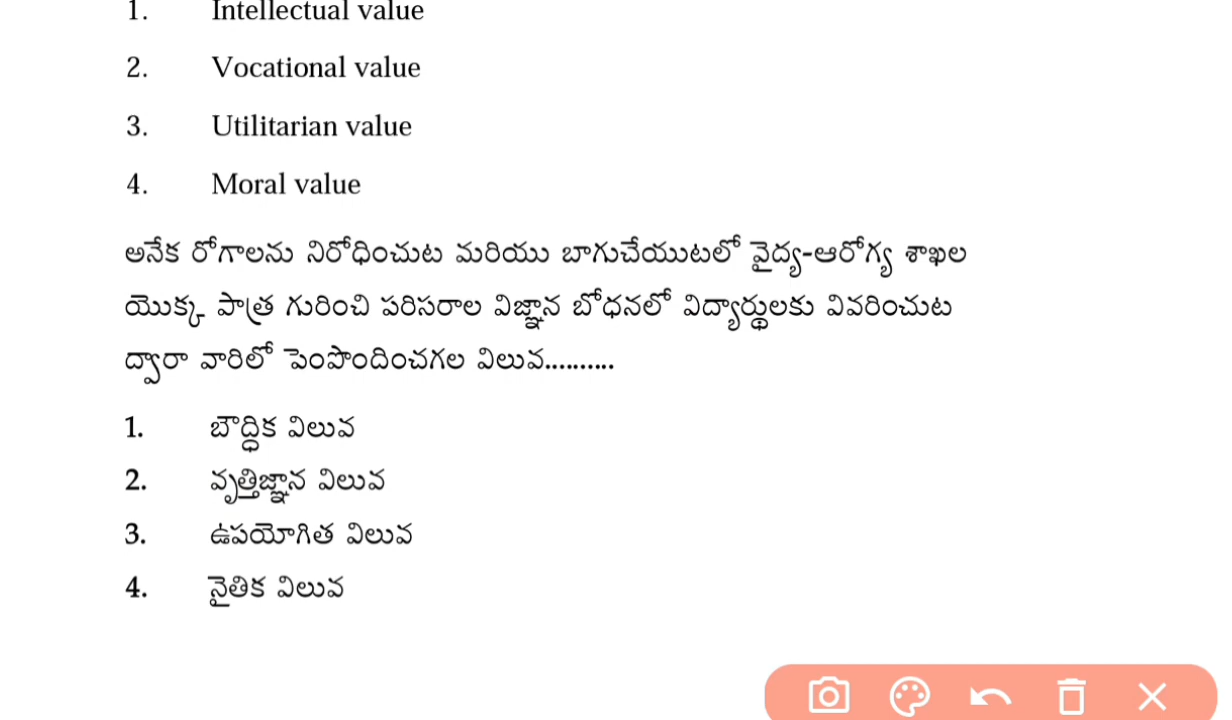 1. Intellectual value
2. Vocational value
3. Utilitarian value
4. Moral value
అనేక రోగాలను నిరోధించుట మరియు బాగుచేయుటలో వైద్య-ఆరోగ్య శాఖల
యొక్క పాత్ర గురించి పరిసరాల విజ్ఞాన బోధనలో విద్యార్థులకు వివరించుట
ద్వారా వారిలో పెంపొందించగల విలువ..........
1. బౌద్ధిక విలువ
2. వృత్తిజ్ఞాన విలువ
3. ఉపయోగిత విలువ
4. నైతిక విలువ